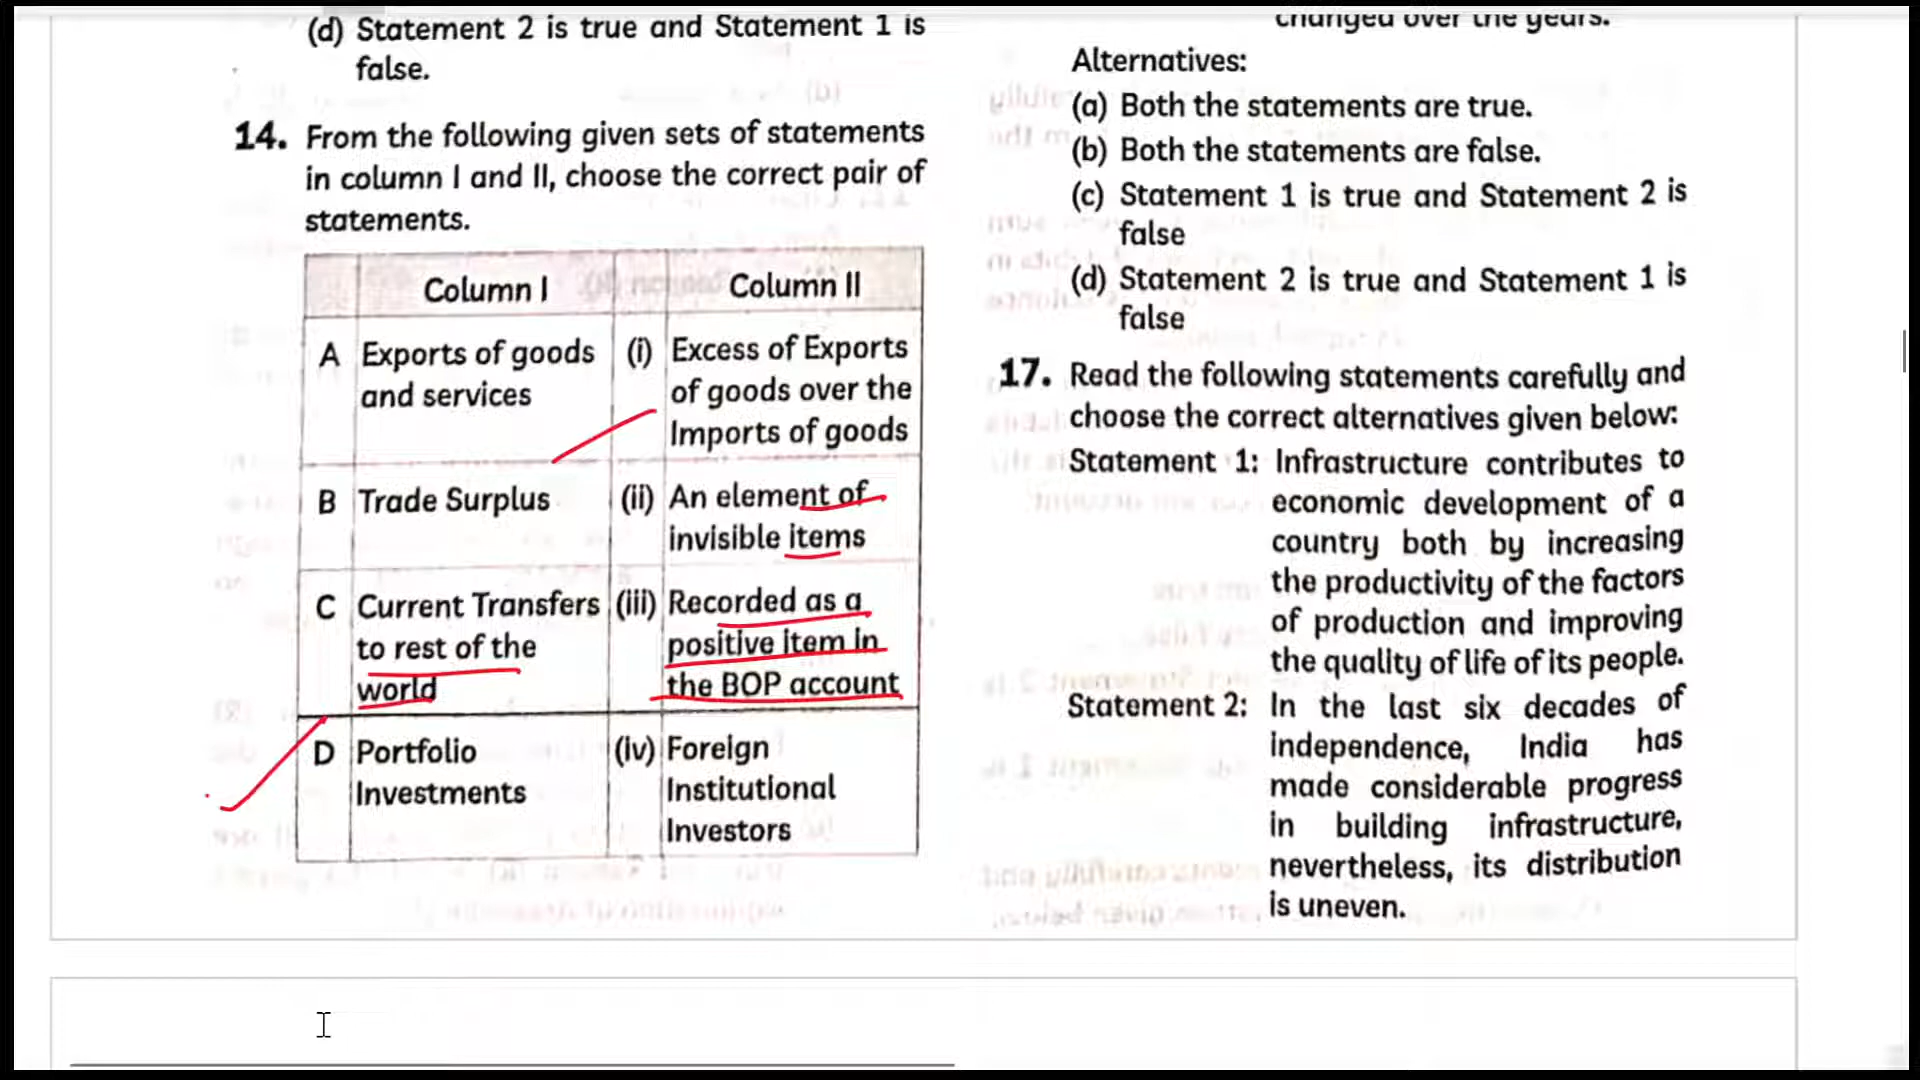 (d) Statement 2 is true and Statement 1 is
false.
14. From the following given sets of statements
in column I and II, choose the correct pair of
statements.
Column I Column II
A Exports of goods (i) Excess of Exports
and services of goods over the
Imports of goods
B Trade Surplus (ii) An element of
invisible items
C Current Transfers (iii) Recorded as a
to rest of the positive item in
world the BOP account
D Portfolio (iv) Foreign
Investments Institutional
Investors
changed over the years.
Alternatives:
(a) Both the statements are true.
(b) Both the statements are false.
(c) Statement 1 is true and Statement 2 is
false
(d) Statement 2 is true and Statement 1 is
false
17. Read the following statements carefully and
choose the correct alternatives given below:
Statement 1: Infrastructure contributes to
economic development of a
country both by increasing
the productivity of the factors
of production and improving
the quality of life of its people.
Statement 2: In the last six decades of
independence, India has
made considerable progress
in building infrastructure,
nevertheless, its distribution
is uneven.